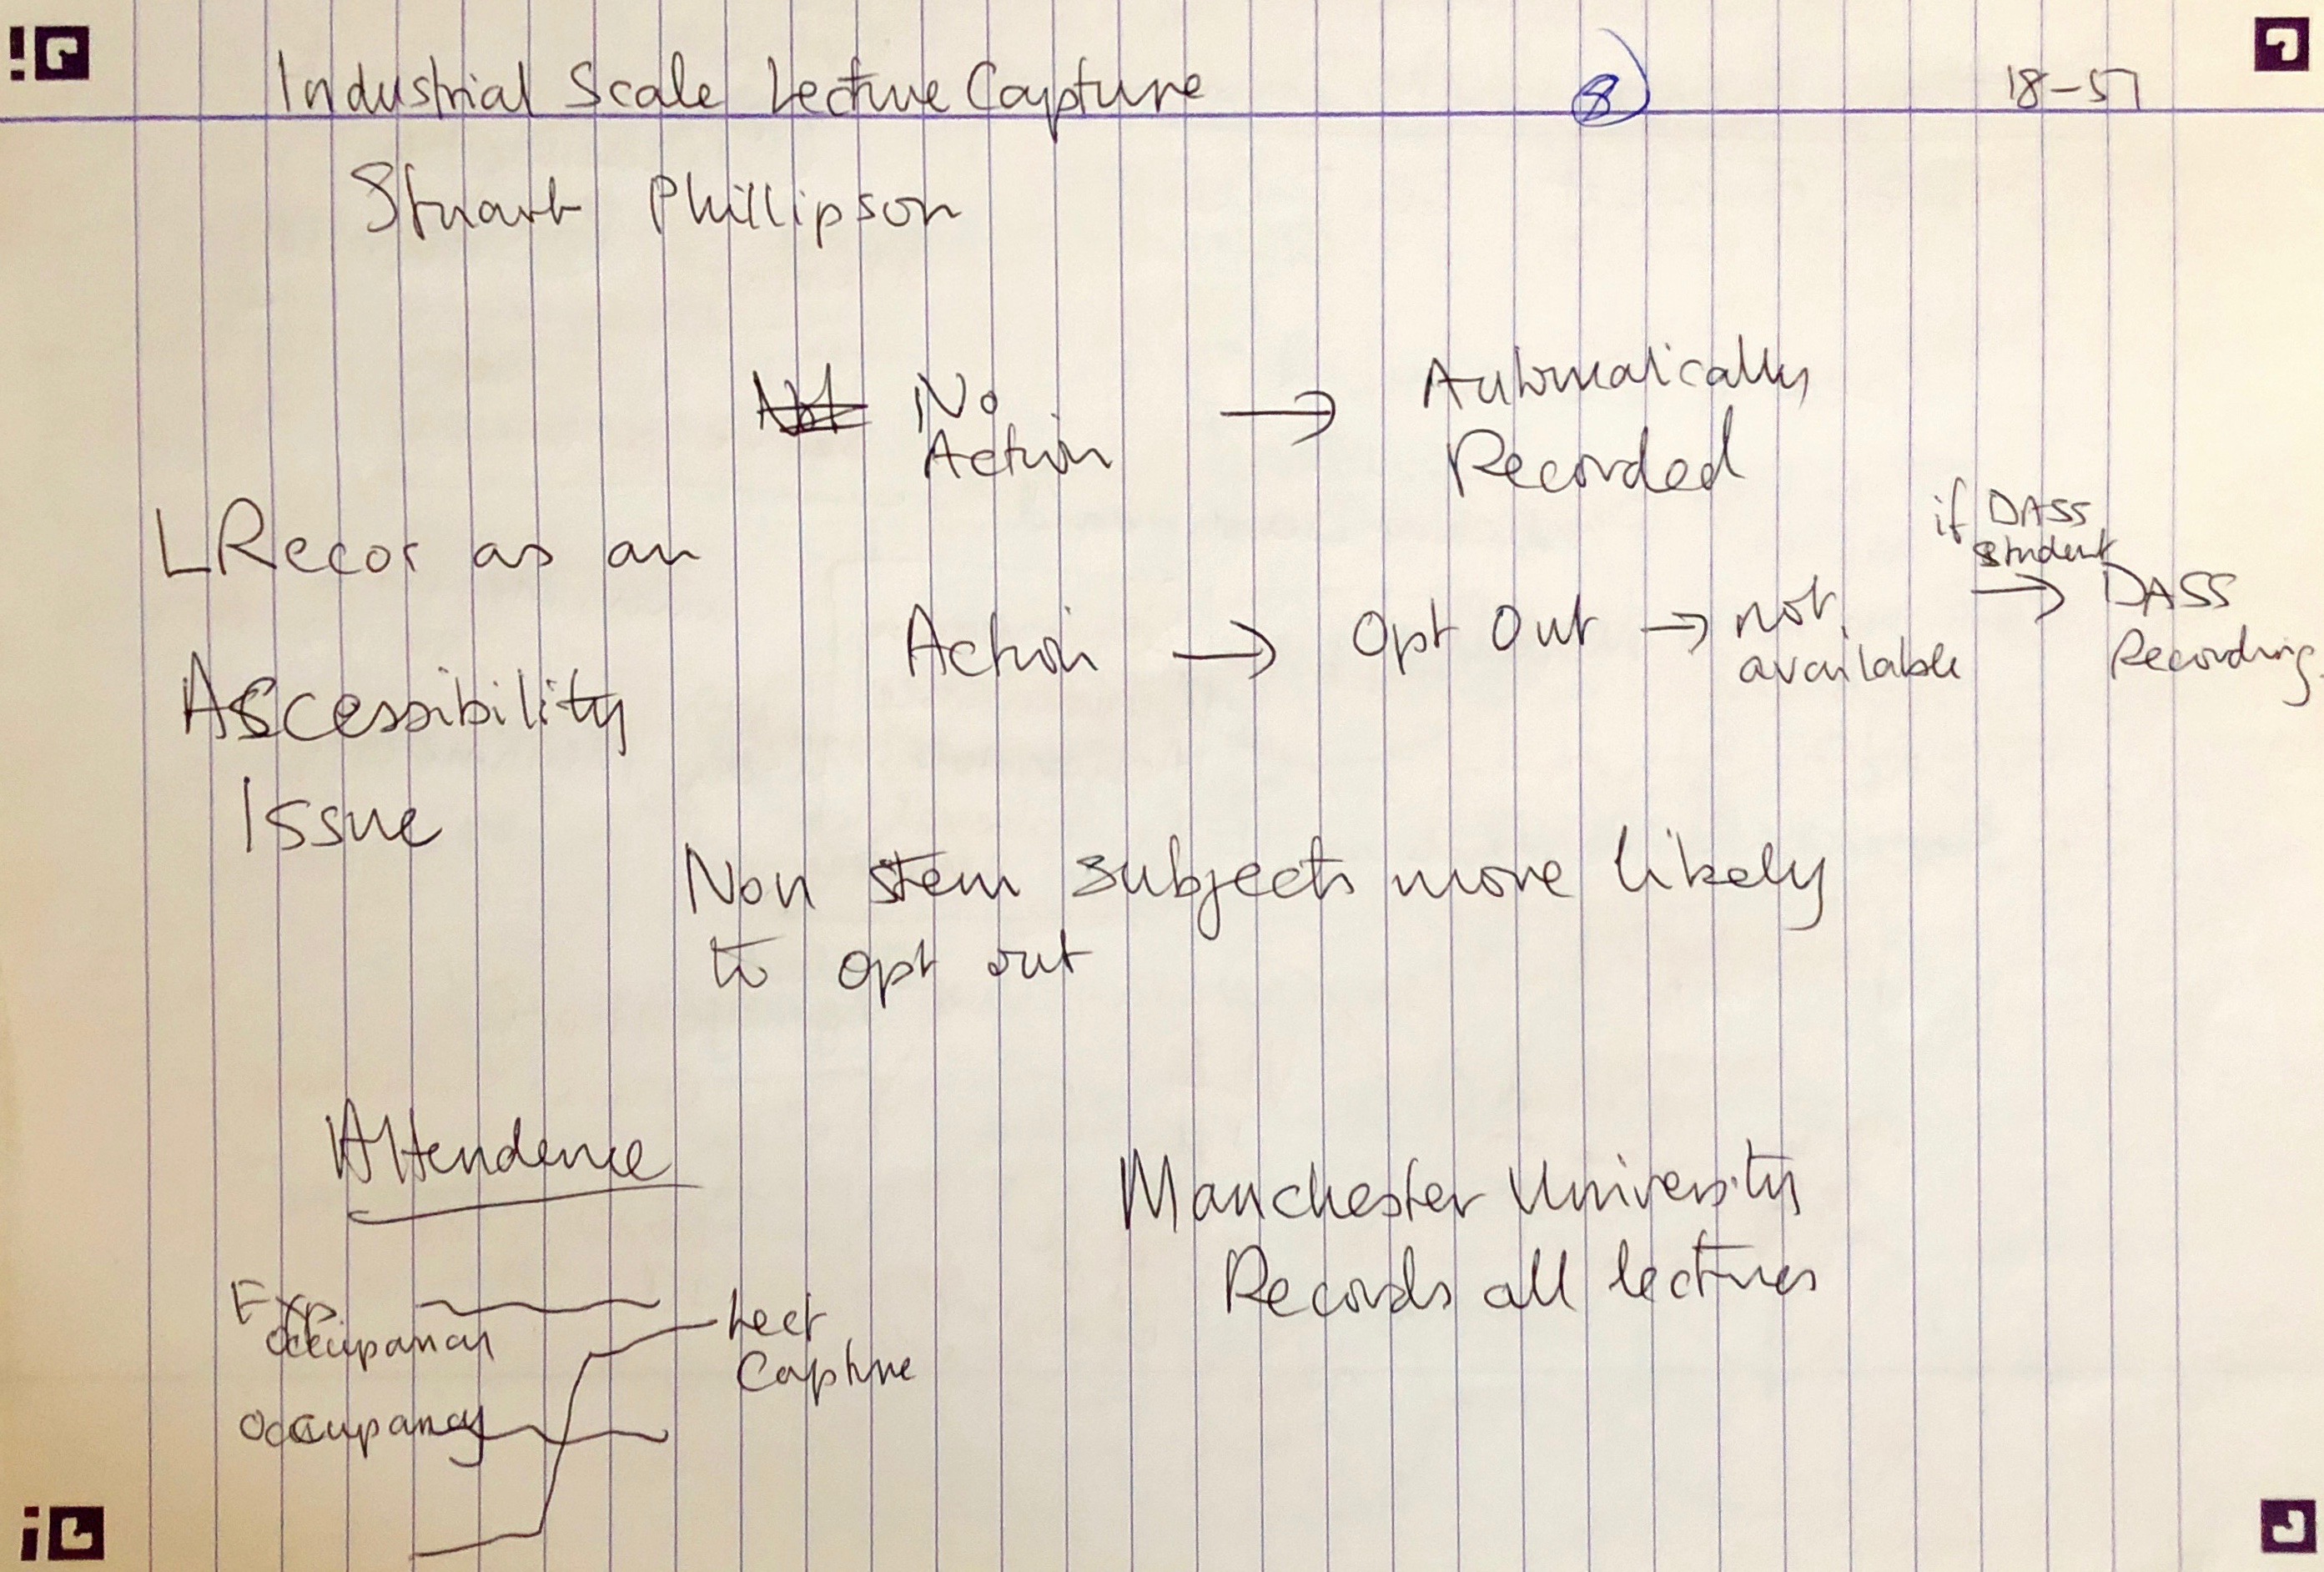 Industrial Scale Lecture Capture
8
18-57
Stuart Phillipson
No
Action
→
Automatically
Recorded
LRecor as an
Accessibility
Issue
Action → Opt Out → not
available
if DASS
student
→
DASS
Recording
Non stem subjects more likely
to opt out
Attendence
Manchester University
Records all lectures
Exp
occupancy
Lect
Capture
occupancy